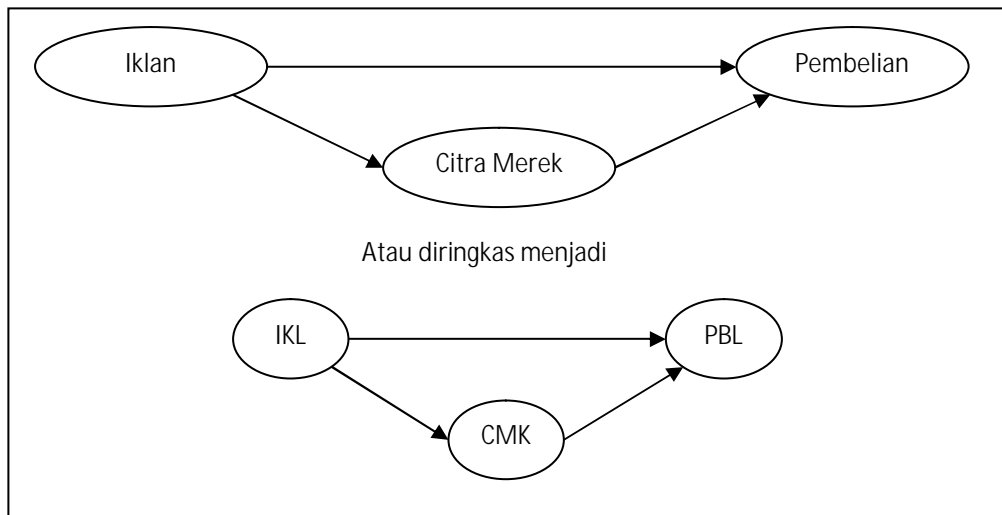 Iklan
Pembelian
Citra Merek
Atau diringkas menjadi
IKL
PBL
CMK